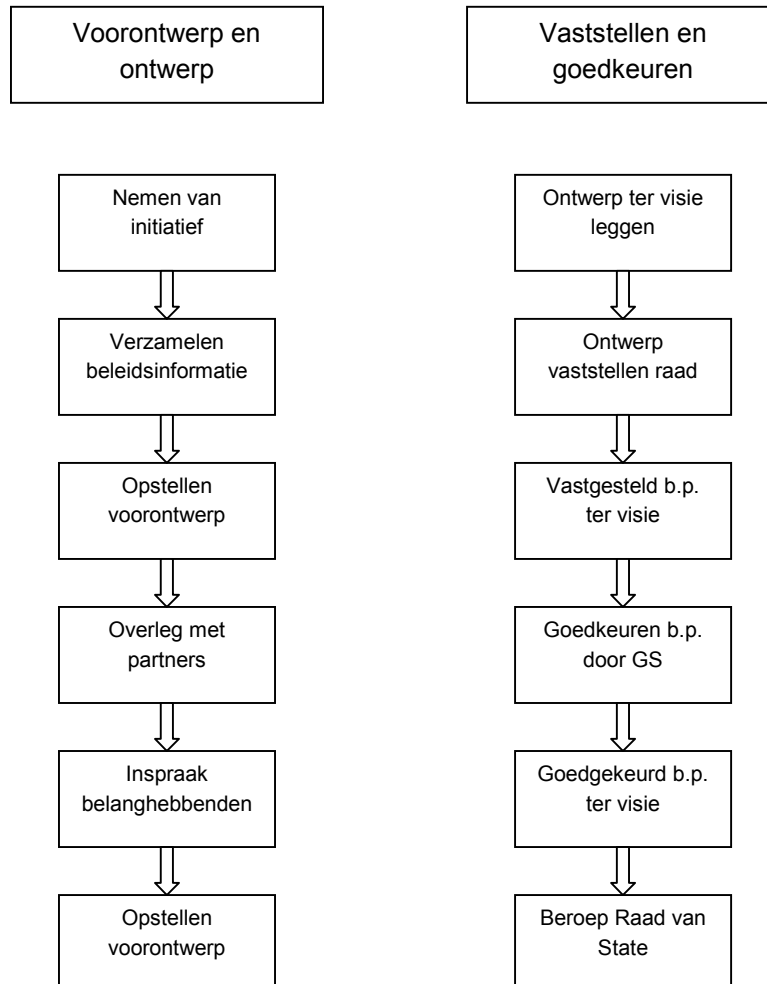 Voorontwerp en
ontwerp
Nemen van
initiatief
Verzamelen
beleidsinformatie
Opstellen
voorontwerp
Overleg met
partners
Inspraak
belanghebbenden
Opstellen
voorontwerp
Vaststellen en
goedkeuren
Ontwerp ter visie
leggen
Ontwerp
vaststellen raad
Vastgesteld b.p.
ter visie
Goedkeuren b.p.
door GS
Goedgekeurd b.p.
ter visie
Beroep Raad van
State